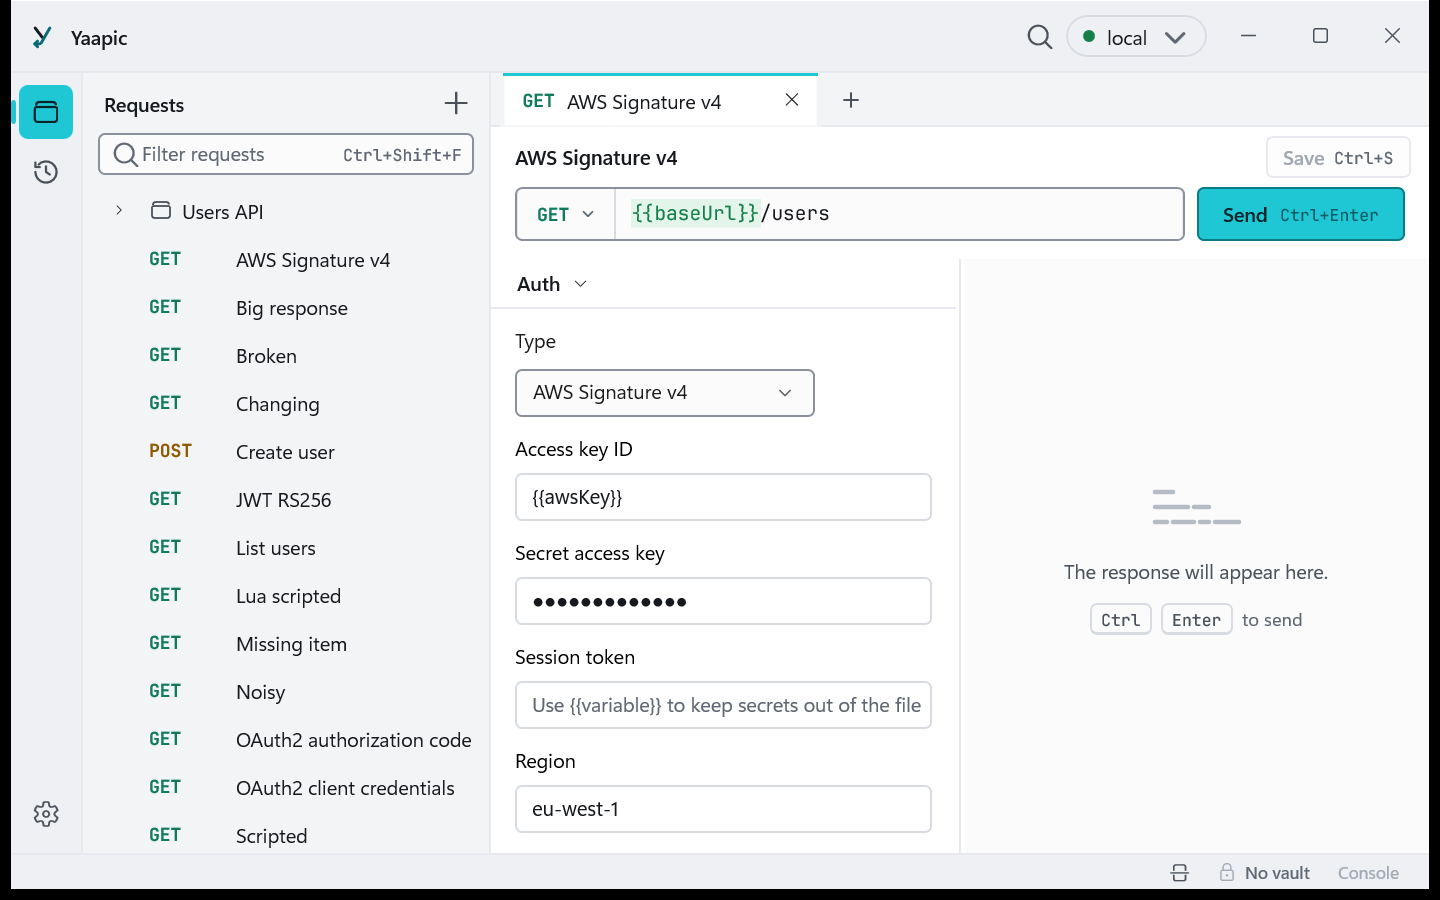 Yaapic
local
Requests
GET AWS Signature v4
Filter requests Ctrl+Shift+F
AWS Signature v4
Save Ctrl+S
Users API
GET {{baseUrl}}/users
Send Ctrl+Enter
GET AWS Signature v4
GET Big response
GET Broken
GET Changing
POST Create user
GET JWT RS256
GET List users
GET Lua scripted
GET Missing item
GET Noisy
GET OAuth2 authorization code
GET OAuth2 client credentials
GET Scripted
Auth
Type
AWS Signature v4
Access key ID
{{awsKey}}
Secret access key
●●●●●●●●●●●●●
Session token
Use {{variable}} to keep secrets out of the file
Region
eu-west-1
The response will appear here.
Ctrl Enter to send
No vault
Console